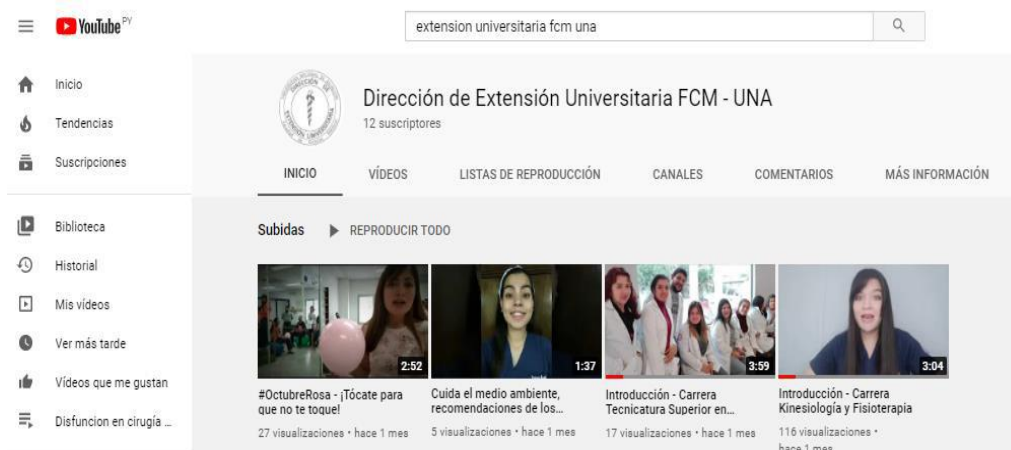 YouTube PY
extension universitaria fcm una
Inicio
Tendencias
Suscripciones
Biblioteca
Historial
Mis vídeos
Ver más tarde
Vídeos que me gustan
Disfuncion en cirugía ...
Dirección de Extensión Universitaria FCM - UNA
12 suscriptores
INICIO VÍDEOS LISTAS DE REPRODUCCIÓN CANALES COMENTARIOS MÁS INFORMACIÓN
Subidas REPRODUCIR TODO
2:52
#OctubreRosa - ¡Tócate para
que no te toque!
27 visualizaciones • hace 1 mes
1:37
Cuida el medio ambiente,
recomendaciones de los...
5 visualizaciones • hace 1 mes
3:59
Introducción - Carrera
Tecnicatura Superior en...
17 visualizaciones • hace 1 mes
3:04
Introducción - Carrera
Kinesiología y Fisioterapia
116 visualizaciones •
hace 1 mes